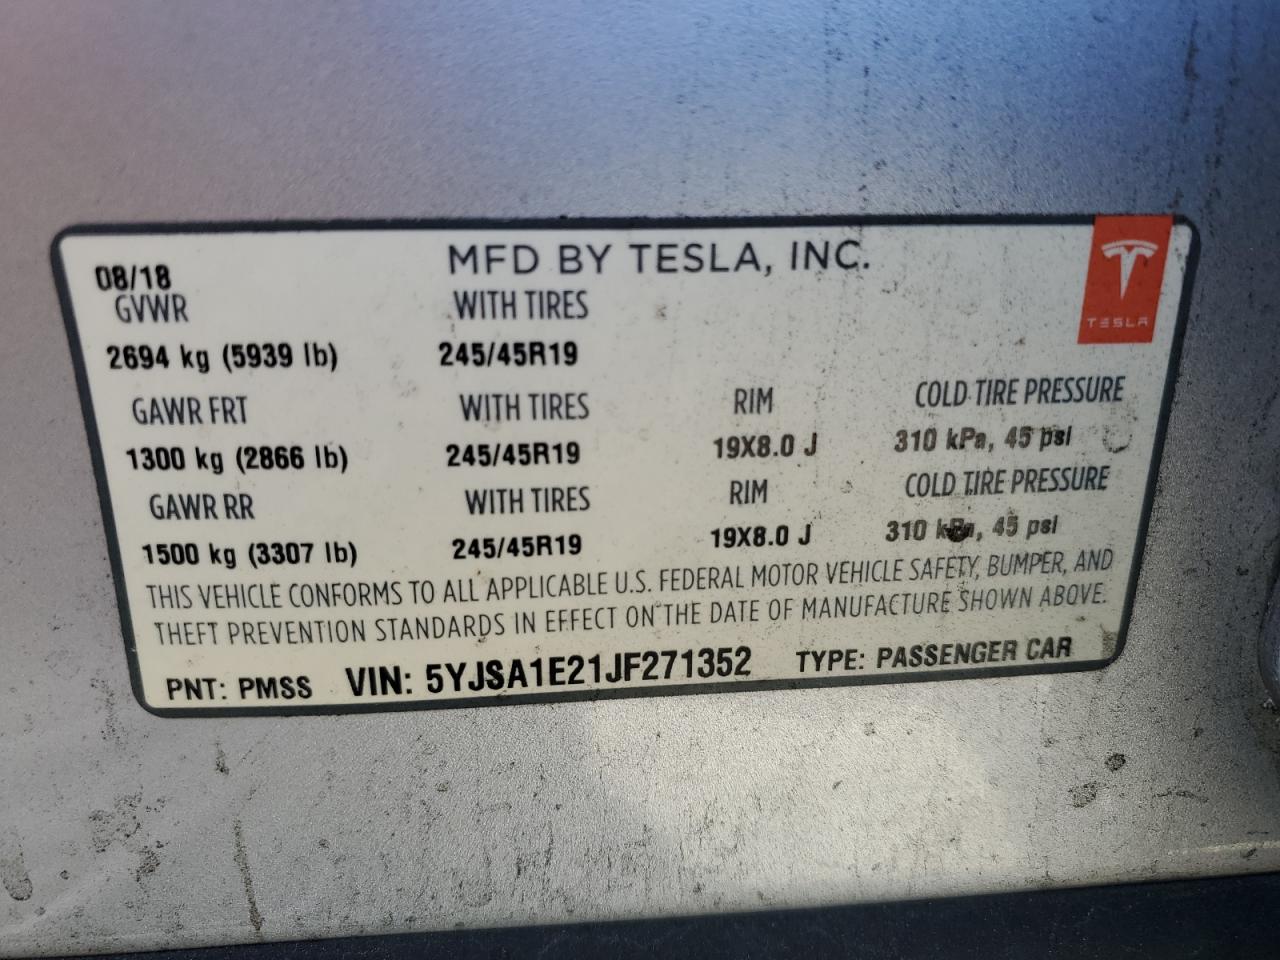 MFD BY TESLA, INC.
08/18
GVWR WITH TIRES
TESLA
2694 kg (5939 lb) 245/45R19
GAWR FRT WITH TIRES RIM COLD TIRE PRESSURE
1300 kg (2866 lb) 245/45R19 19X8.0 J 310 kPa, 45 psi
GAWR RR WITH TIRES RIM COLD TIRE PRESSURE
1500 kg (3307 lb) 245/45R19 19X8.0 J 310 kPa, 45 psi
THIS VEHICLE CONFORMS TO ALL APPLICABLE U.S. FEDERAL MOTOR VEHICLE SAFETY, BUMPER, AND
THEFT PREVENTION STANDARDS IN EFFECT ON THE DATE OF MANUFACTURE SHOWN ABOVE.
PNT: PMSS VIN: 5YJSA1E21JF271352 TYPE: PASSENGER CAR